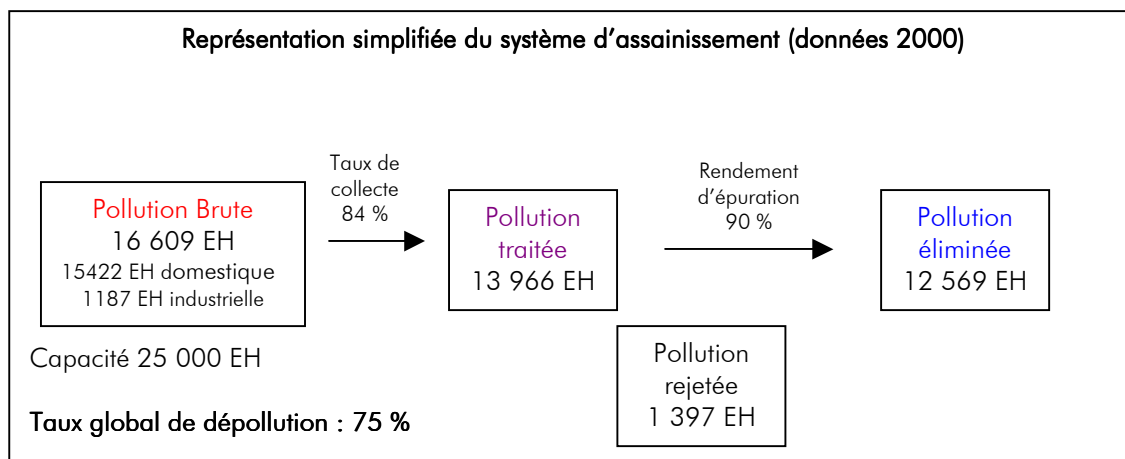 Représentation simplifiée du système d'assainissement (données 2000)
Taux de
collecte
84 %
Rendement
d'épuration
90 %
Pollution Brute
16 609 EH
15422 EH domestique
1187 EH industrielle
Pollution
traitée
13 966 EH
Pollution
éliminée
12 569 EH
Capacité 25 000 EH
Pollution
rejetée
1 397 EH
Taux global de dépollution : 75 %